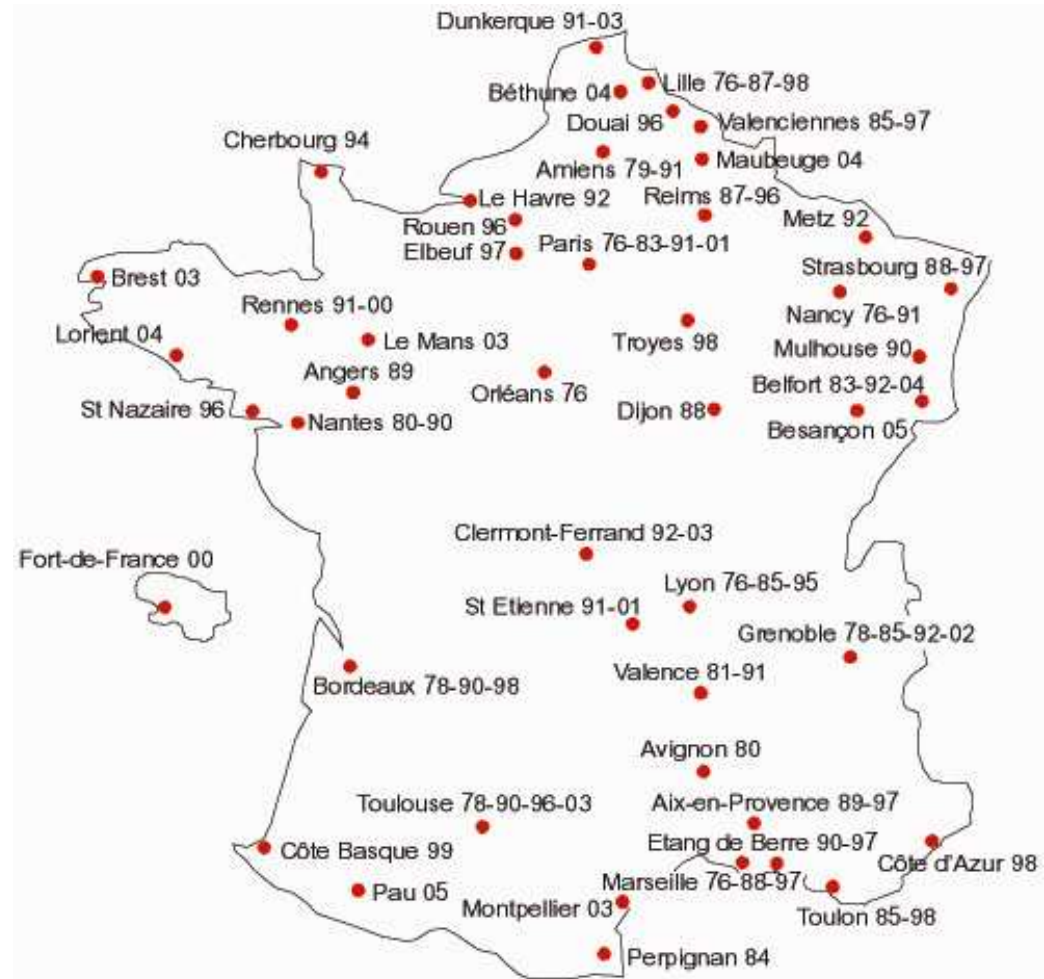 Dunkerque 91-03
Lille 76-87-98
Béthune 04
Douai 96
Valenciennes 85-97
Cherbourg 94
Amiens 79-91
Maubeuge 04
Le Havre 92
Reims 87-96
Rouen 96
Metz 92
Elbeuf 97
Paris 76-83-91-01
Brest 03
Strasbourg 88-97
Rennes 91-00
Nancy 76-91
Lorient 04
Le Mans 03
Troyes 98
Mulhouse 90
Angers 89
Orléans 76
Belfort 83-92-04
St Nazaire 96
Nantes 80-90
Dijon 88
Besançon 05
Clermont-Ferrand 92-03
Fort-de-France 00
Lyon 76-85-95
St Etienne 91-01
Grenoble 78-85-92-02
Bordeaux 78-90-98
Valence 81-91
Avignon 80
Toulouse 78-90-96-03
Aix-en-Provence 89-97
Etang de Berre 90-97
Côte Basque 99
Côte d'Azur 98
Marseille 76-88-97
Pau 05
Montpellier 03
Toulon 85-98
Perpignan 84